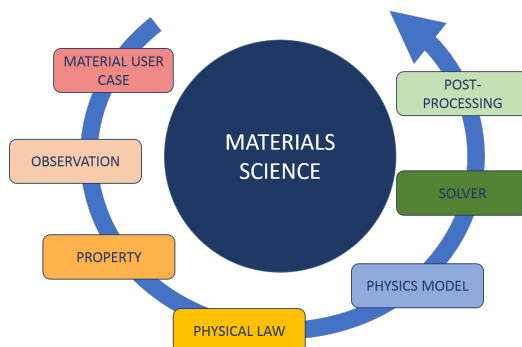 MATERIAL USER
CASE
OBSERVATION
PROPERTY
PHYSICAL LAW
PHYSICS MODEL
SOLVER
POST-
PROCESSING
MATERIALS
SCIENCE